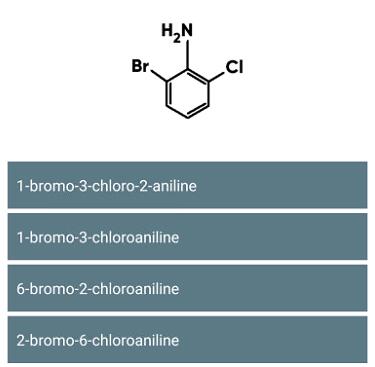 H₂N
Br
Cl
1-bromo-3-chloro-2-aniline
1-bromo-3-chloroaniline
6-bromo-2-chloroaniline
2-bromo-6-chloroaniline